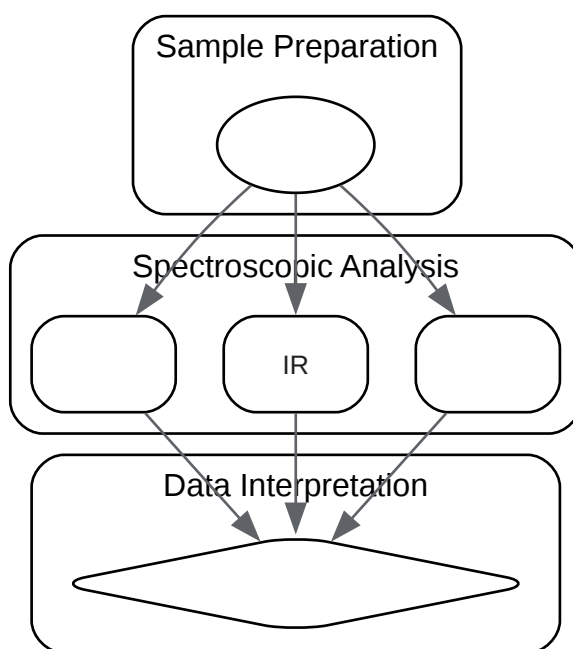 Sample Preparation
Spectroscopic Analysis
IR
Data Interpretation